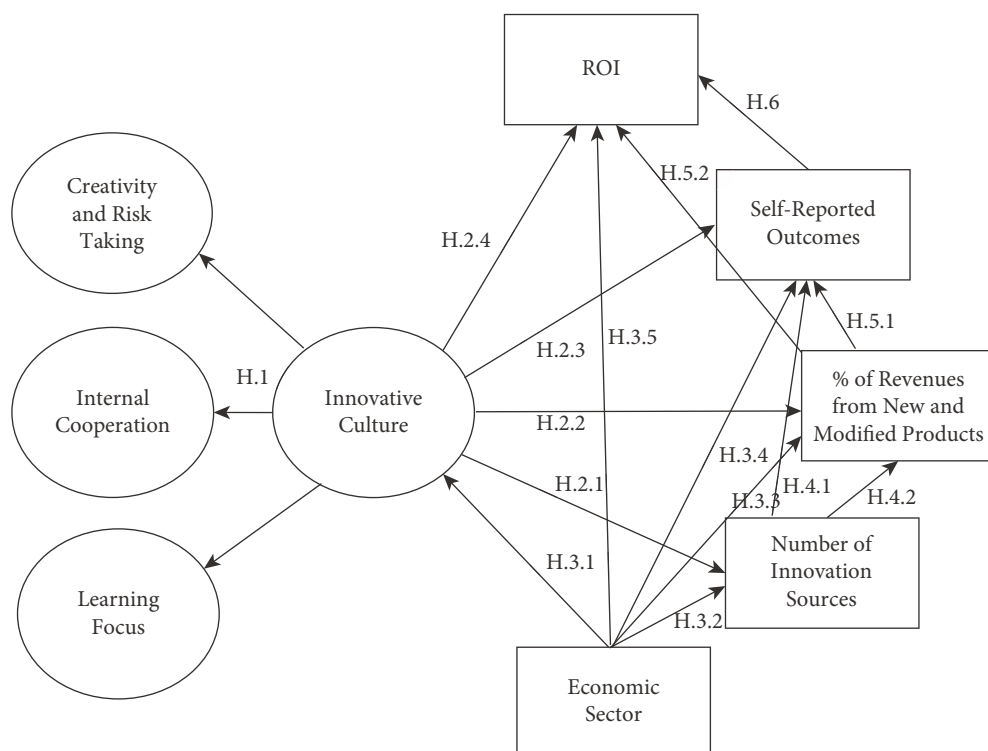 ROI
H.6
Creativity
and Risk
Taking
H.5.2
Self-Reported
Outcomes
H.2.4
H.5.1
H.2.3
H.3.5
H.1
Internal
Cooperation
Innovative
Culture
% of Revenues
from New and
Modified Products
H.2.2
H.3.4
H.2.1
H.3.3
H.4.1
H.4.2
H.3.1
Number of
Innovation
Sources
Learning
Focus
H.3.2
Economic
Sector